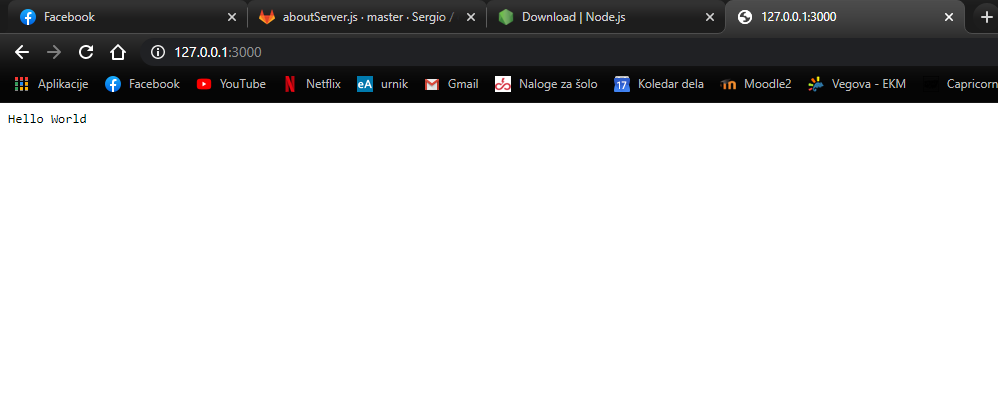 Facebook aboutServer.js · master · Sergio / Download | Node.js 127.0.0.1:3000
127.0.0.1:3000
Aplikacije Facebook YouTube Netflix eA urnik Gmail Naloge za šolo 17 Koledar dela Moodle2 Vegova - EKM Capricorn
Hello World